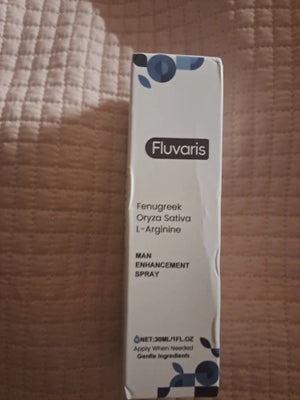 Fluvaris
Fenugreek
Oryza Sativa
L-Arginine
MAN
ENHANCEMENT
SPRAY
NET:30ML/1FL.OZ
Apply When Needed
Gentle Ingredients